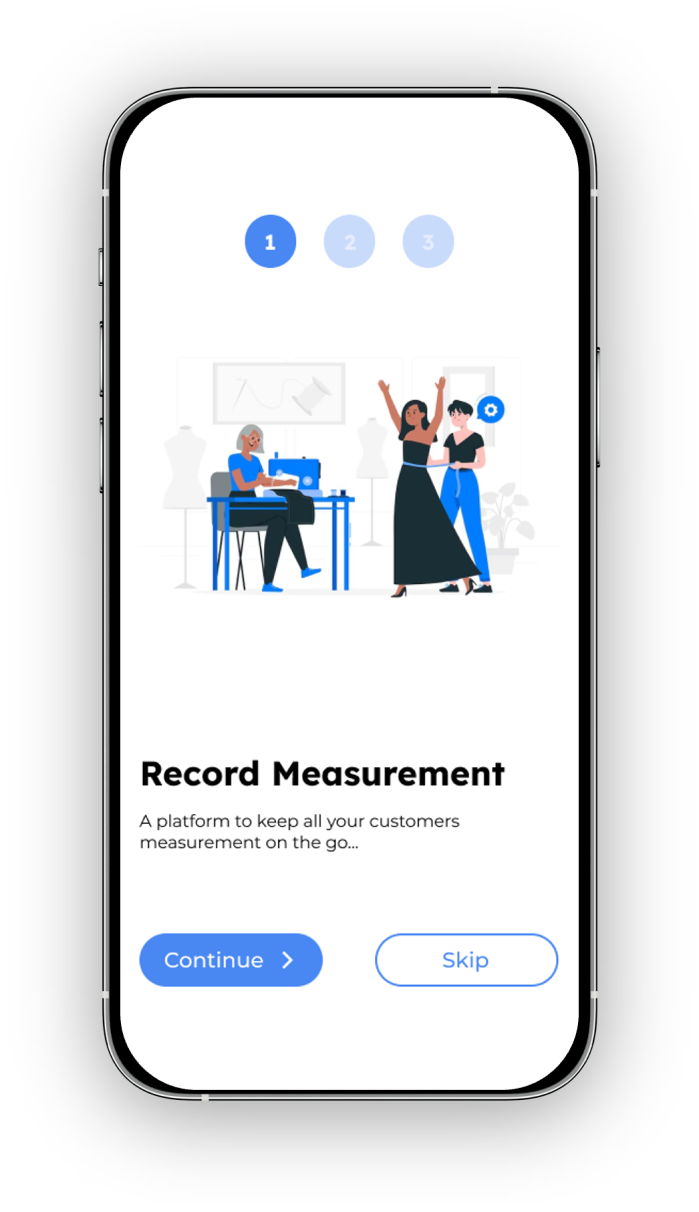 1 2 3
Record Measurement
A platform to keep all your customers
measurement on the go...
Continue Skip